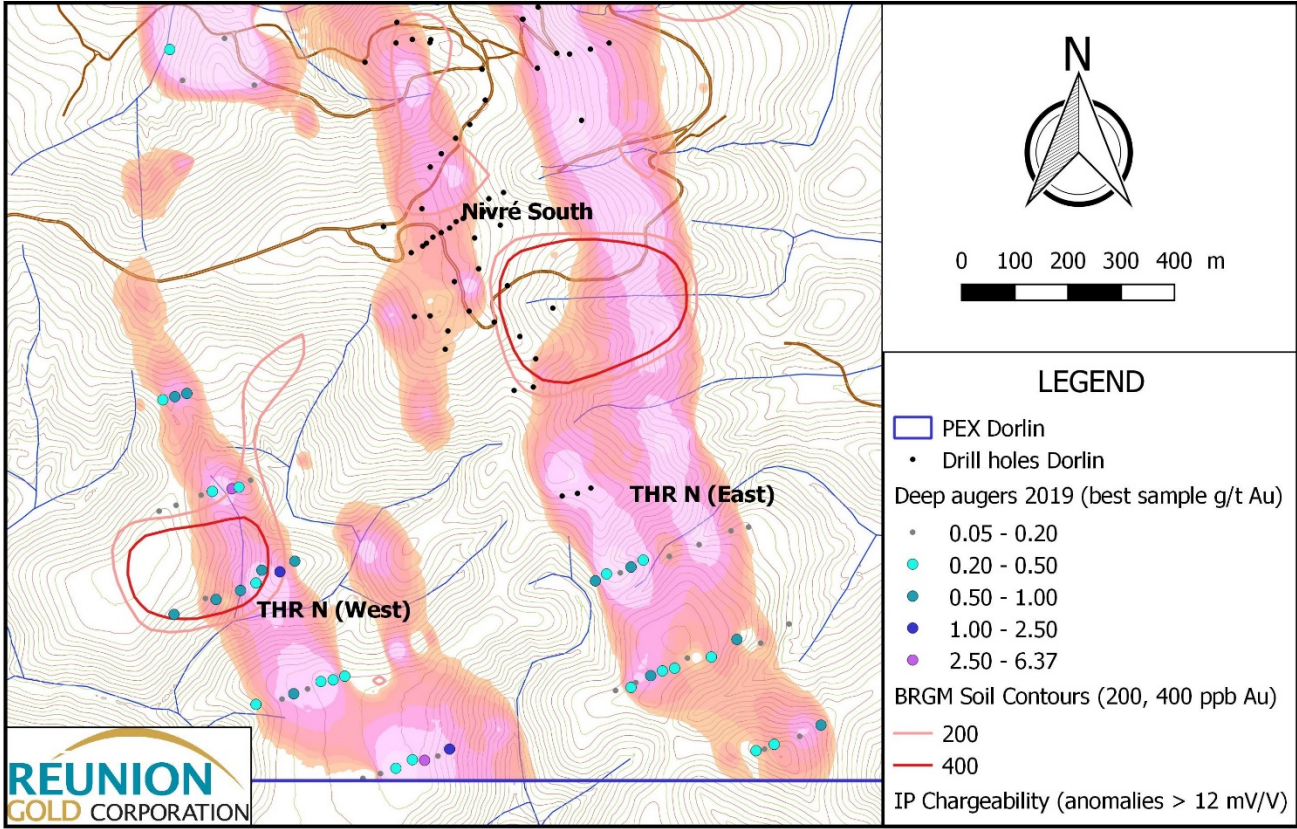 Nivré South
THR N (East)
THR N (West)
REUNION
GOLD CORPORATION
N
0 100 200 300 400 m
LEGEND
PEX Dorlin
Drill holes Dorlin
Deep augers 2019 (best sample g/t Au)
0.05 - 0.20
0.20 - 0.50
0.50 - 1.00
1.00 - 2.50
2.50 - 6.37
BRGM Soil Contours (200, 400 ppb Au)
200
400
IP Chargeability (anomalies > 12 mV/V)